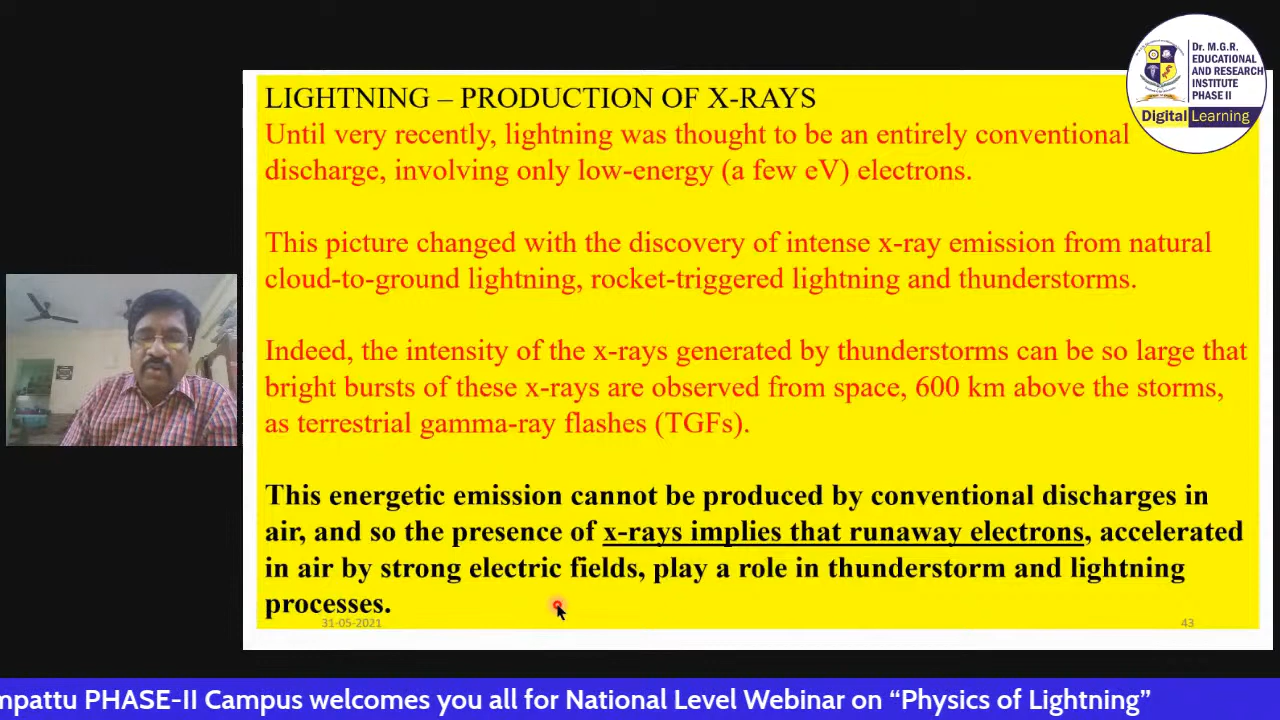 Dr. M.G.R.
EDUCATIONAL
AND RESEARCH
INSTITUTE
PHASE II
Digital Learning
LIGHTNING – PRODUCTION OF X-RAYS
Until very recently, lightning was thought to be an entirely conventional
discharge, involving only low-energy (a few eV) electrons.
This picture changed with the discovery of intense x-ray emission from natural
cloud-to-ground lightning, rocket-triggered lightning and thunderstorms.
Indeed, the intensity of the x-rays generated by thunderstorms can be so large that
bright bursts of these x-rays are observed from space, 600 km above the storms,
as terrestrial gamma-ray flashes (TGFs).
This energetic emission cannot be produced by conventional discharges in
air, and so the presence of x-rays implies that runaway electrons, accelerated
in air by strong electric fields, play a role in thunderstorm and lightning
processes.
31-05-2021
43
mpattu PHASE-II Campus welcomes you all for National Level Webinar on “Physics of Lightning”